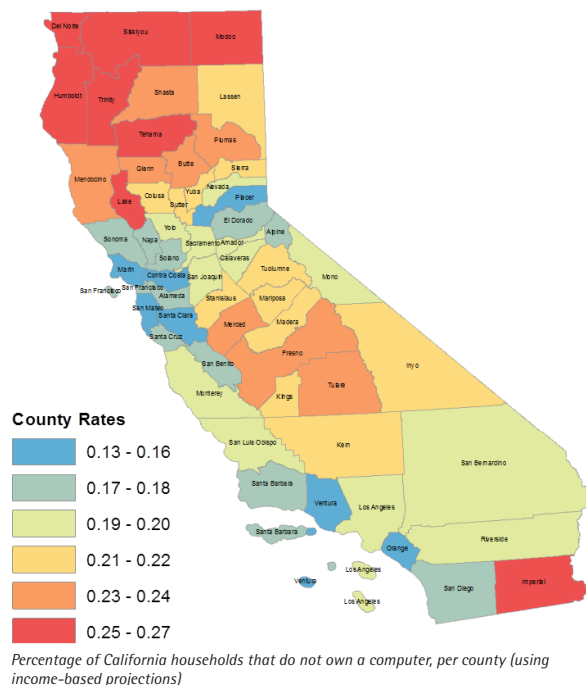 Del Norte
Siskiyou
Modoc
Humboldt
Trinity
Shasta
Lassen
Tehama
Plumas
Mendocino
Glenn
Butte
Sierra
Lake
Colusa
Yuba
Sutter
Nevada
Placer
Sonoma
Napa
Yolo
El Dorado
Alpine
Solano
Sacramento
Amador
Calaveras
Marin
Contra Costa
San Joaquin
Tuolumne
Mono
San Francisco
San Francisco
Alameda
San Mateo
Santa Clara
Stanislaus
Mariposa
Santa Cruz
Merced
Madera
San Benito
Fresno
Inyo
Monterey
Kings
Tulare
County Rates
0.13 - 0.16
0.17 - 0.18
0.19 - 0.20
0.21 - 0.22
0.23 - 0.24
0.25 - 0.27
San Luis Obispo
Kern
San Bernardino
Santa Barbara
Ventura
Los Angeles
Santa Barbara
Orange
Riverside
Ventura
Los Angeles
Los Angeles
San Diego
Imperial
Percentage of California households that do not own a computer, per county (using
income-based projections)